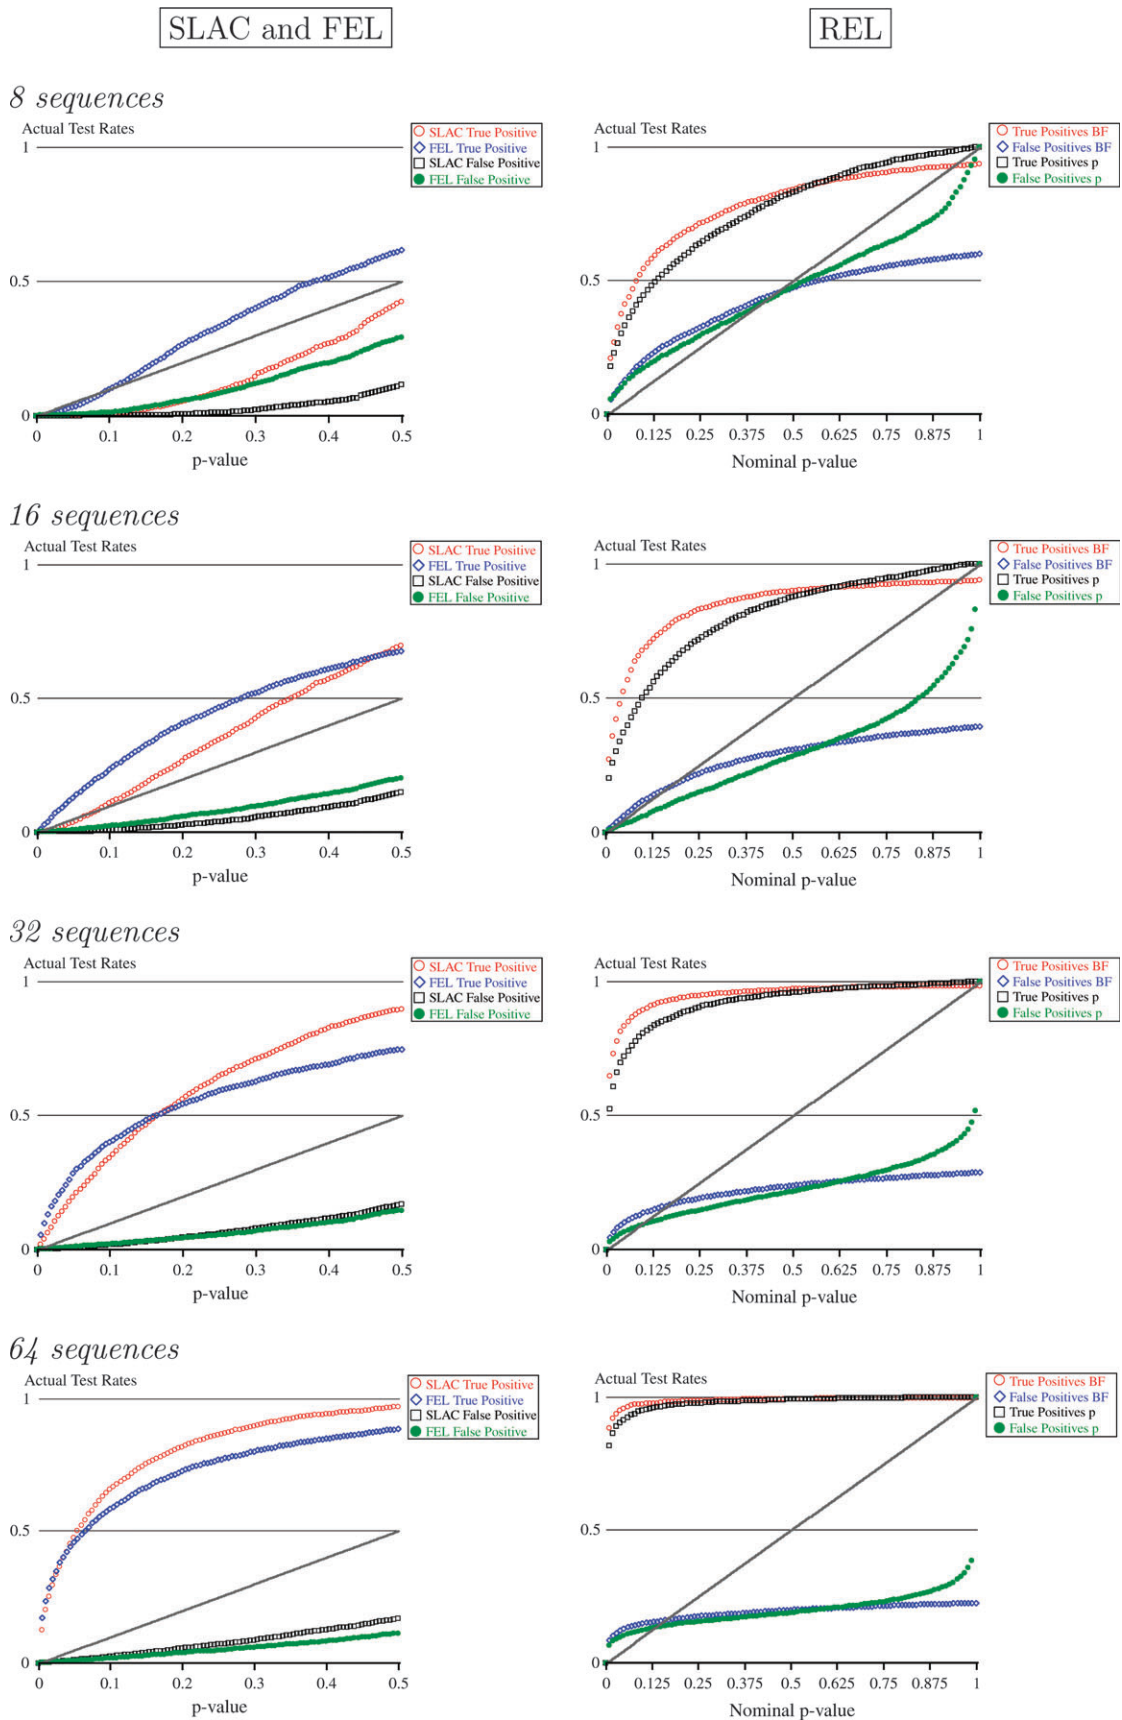 SLAC and FEL
REL
8 sequences
Actual Test Rates
SLAC True Positive
FEL True Positive
SLAC False Positive
FEL False Positive
1
0.5
0
0 0.1 0.2 0.3 0.4 0.5
p-value
Actual Test Rates
True Positives BF
False Positives BF
True Positives p
False Positives p
1
0.5
0
0 0.125 0.25 0.375 0.5 0.625 0.75 0.875 1
Nominal p-value
16 sequences
Actual Test Rates
SLAC True Positive
FEL True Positive
SLAC False Positive
FEL False Positive
1
0.5
0
0 0.1 0.2 0.3 0.4 0.5
p-value
Actual Test Rates
True Positives BF
False Positives BF
True Positives p
False Positives p
1
0.5
0
0 0.125 0.25 0.375 0.5 0.625 0.75 0.875 1
Nominal p-value
32 sequences
Actual Test Rates
SLAC True Positive
FEL True Positive
SLAC False Positive
FEL False Positive
1
0.5
0
0 0.1 0.2 0.3 0.4 0.5
p-value
Actual Test Rates
True Positives BF
False Positives BF
True Positives p
False Positives p
1
0.5
0
0 0.125 0.25 0.375 0.5 0.625 0.75 0.875 1
Nominal p-value
64 sequences
Actual Test Rates
SLAC True Positive
FEL True Positive
SLAC False Positive
FEL False Positive
1
0.5
0
0 0.1 0.2 0.3 0.4 0.5
p-value
Actual Test Rates
True Positives BF
False Positives BF
True Positives p
False Positives p
1
0.5
0
0 0.125 0.25 0.375 0.5 0.625 0.75 0.875 1
Nominal p-value